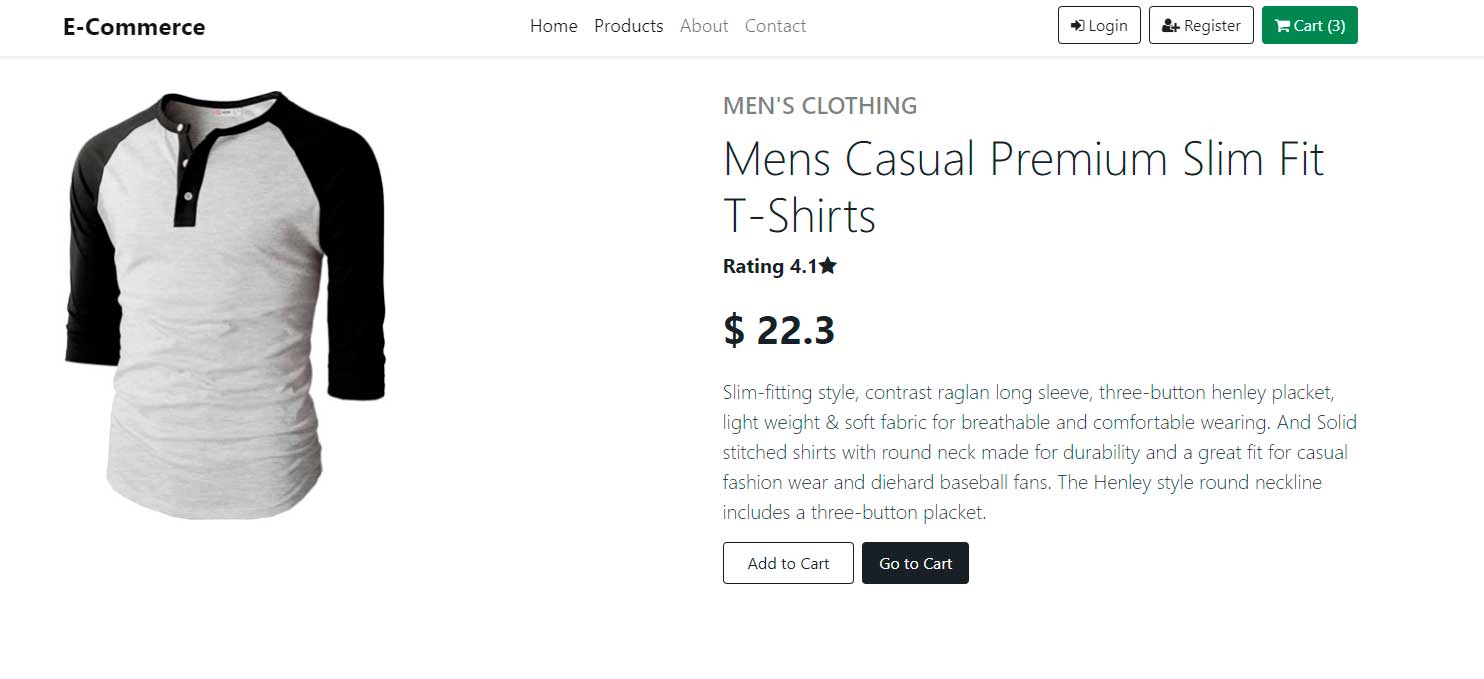 E-Commerce Home Products About Contact Login Register Cart (3)
MEN'S CLOTHING
Mens Casual Premium Slim Fit
T-Shirts
Rating 4.1
$ 22.3
Slim-fitting style, contrast raglan long sleeve, three-button henley placket,
light weight & soft fabric for breathable and comfortable wearing. And Solid
stitched shirts with round neck made for durability and a great fit for casual
fashion wear and diehard baseball fans. The Henley style round neckline
includes a three-button placket.
Add to Cart Go to Cart